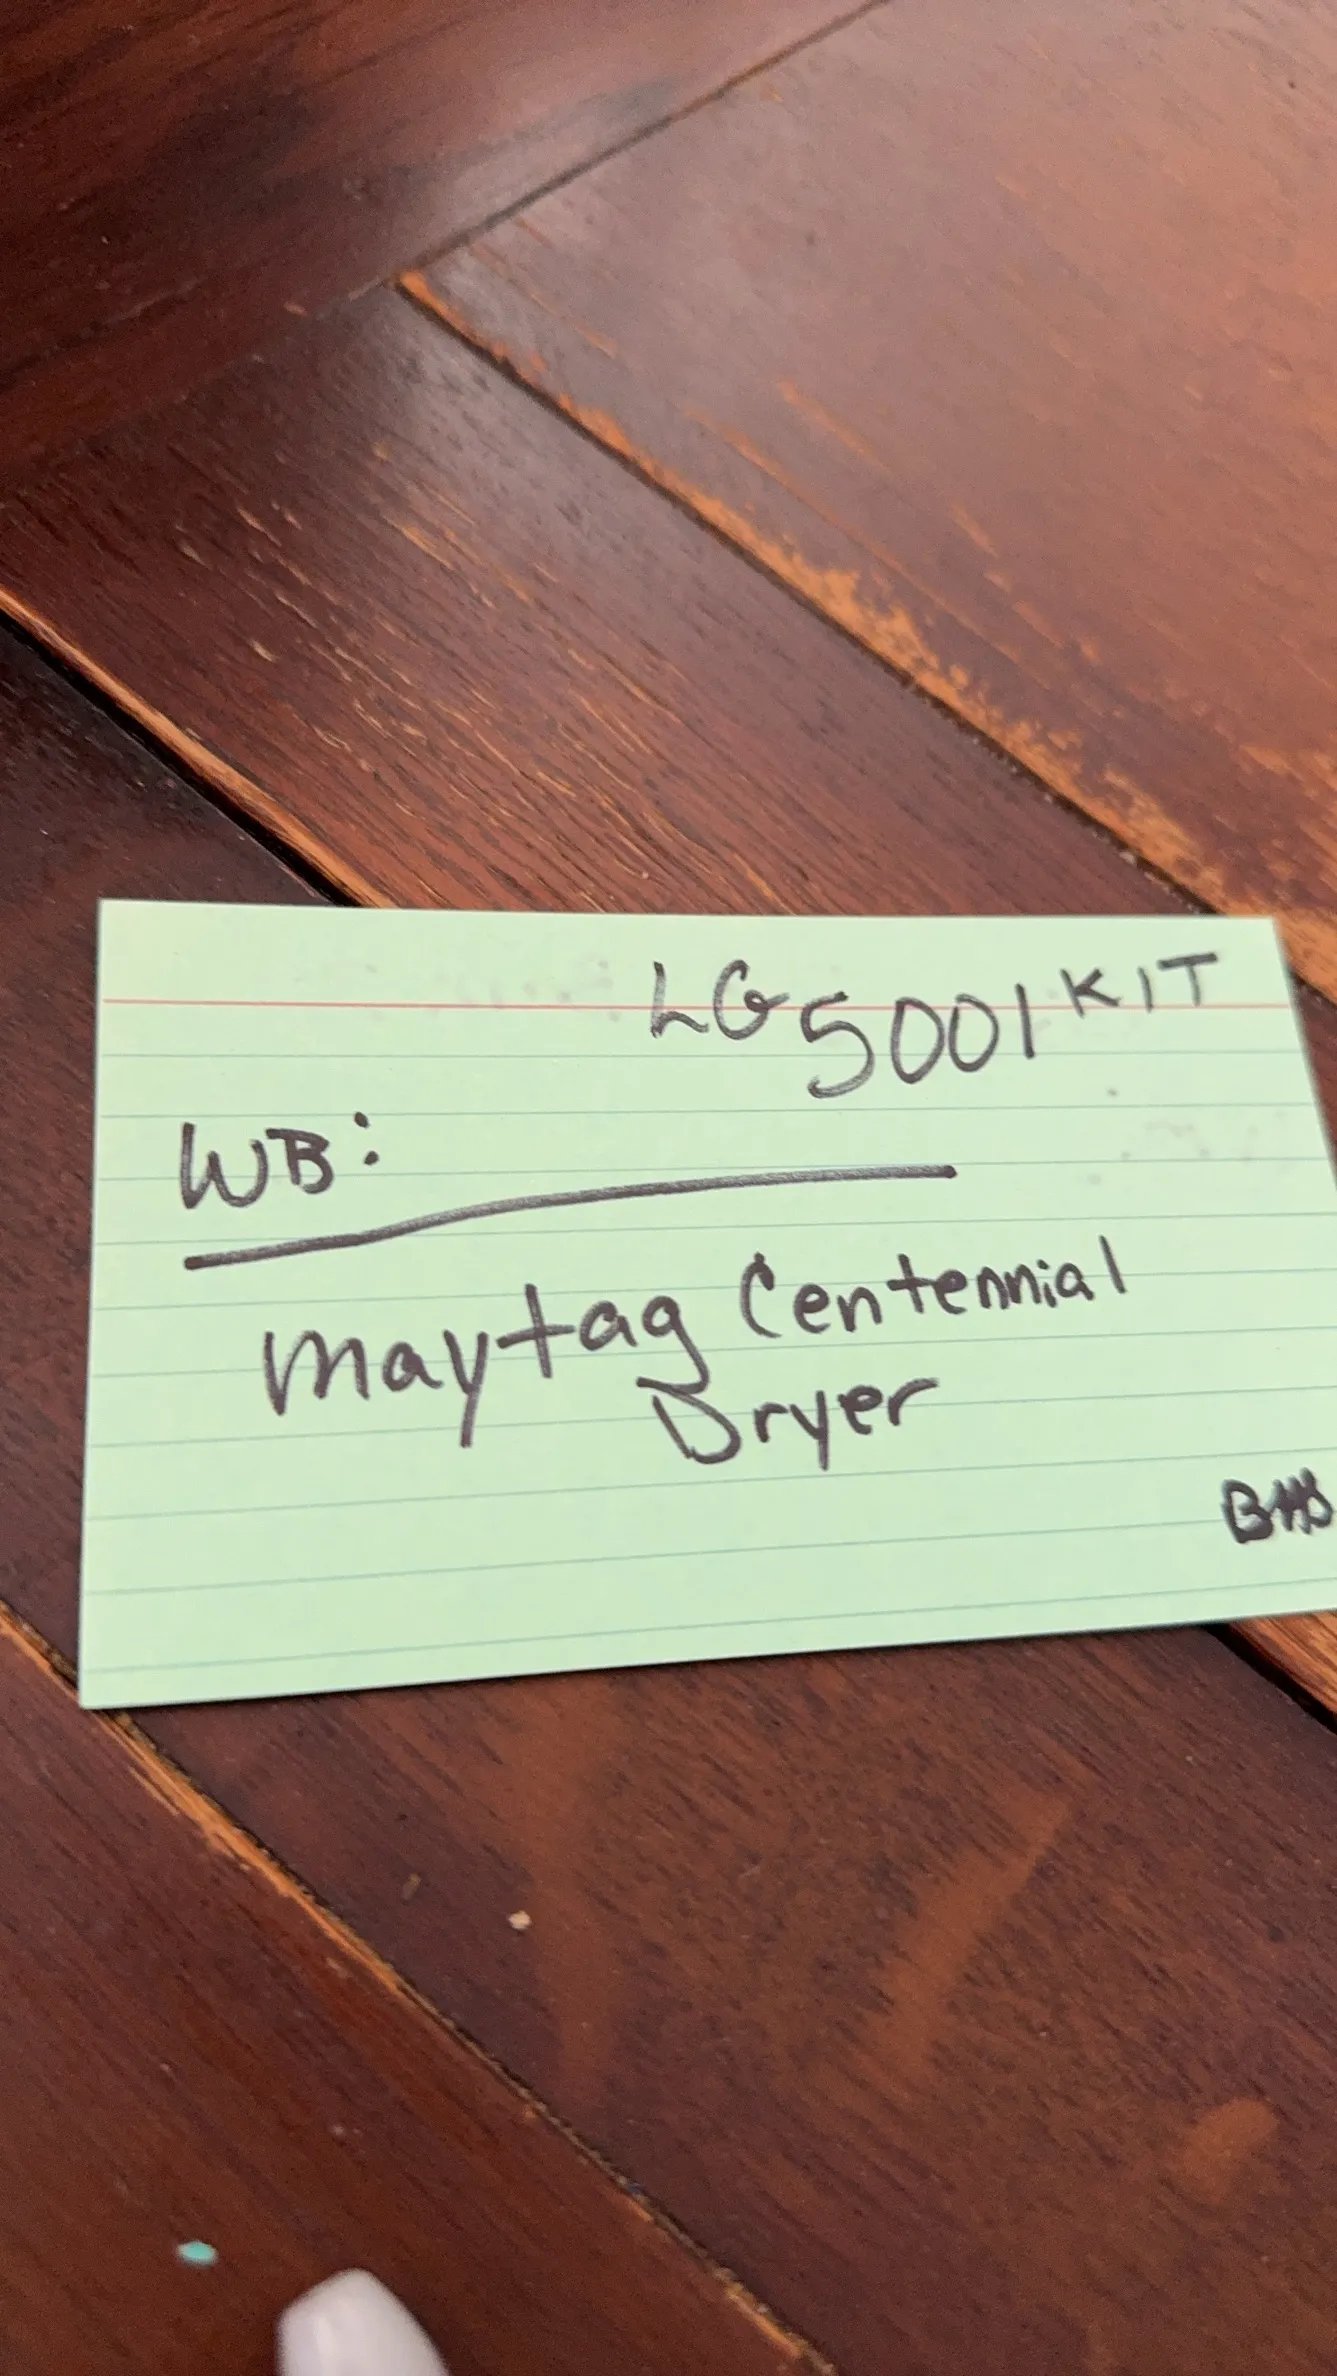 LG 5001 KIT
WB:
Maytag Centennial
Dryer